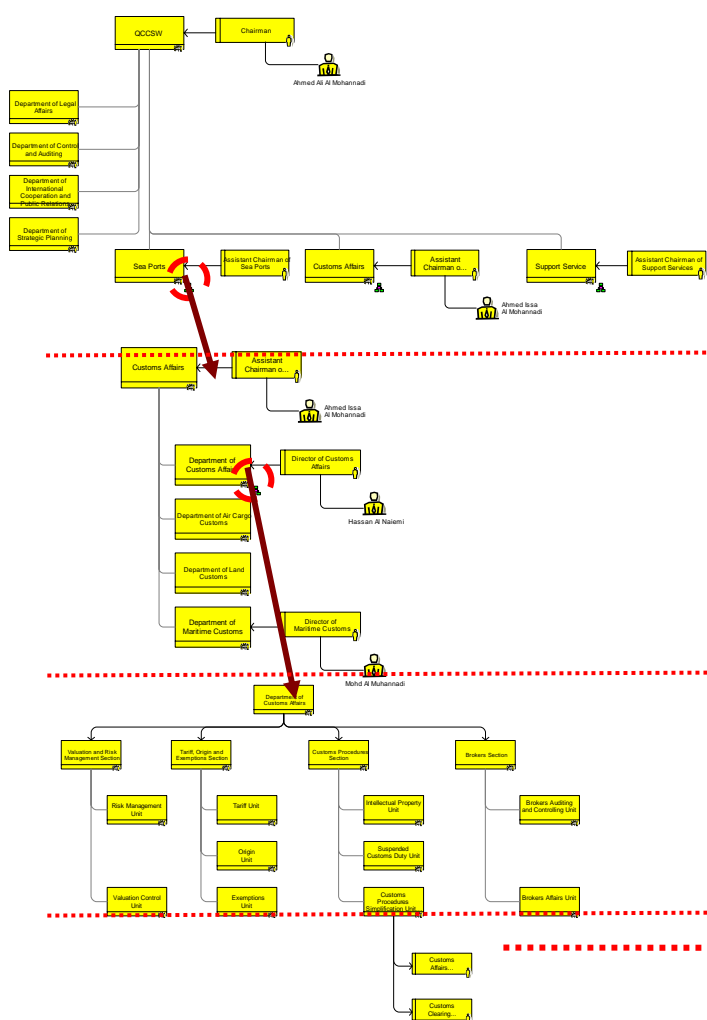 QCCSW
Chairman
Ahmed Ali Al Mohannadi
Department of Legal
Affairs
Department of Control
and Auditing
Department of
International
Cooperation and
Public Relations
Department of
Strategic Planning
Sea Ports
Assistant Chairman of
Sea Ports
Customs Affairs
Assistant
Chairman o...
Ahmed Issa
Al Mohannadi
Support Service
Assistant Chairman of
Support Services
Customs Affairs
Assistant
Chairman o...
Ahmed Issa
Al Mohannadi
Department of
Customs Affairs
Director of Customs
Affairs
Hassan Al Naiemi
Department of Air Cargo
Customs
Department of Land
Customs
Department of
Maritime Customs
Director of
Maritime Customs
Mohd Al Muhannadi
Department of
Customs Affairs
Valuation and Risk
Management Section
Tariff, Origin and
Exemptions Section
Customs Procedures
Section
Brokers Section
Risk Management
Unit
Tariff Unit
Intellectual Property
Unit
Brokers Auditing
and Controlling Unit
Origin
Unit
Suspended
Customs Duty Unit
Valuation Control
Unit
Exemptions
Unit
Customs
Procedures
Simplification Unit
Brokers Affairs Unit
Customs
Affairs...
Customs
Clearing...